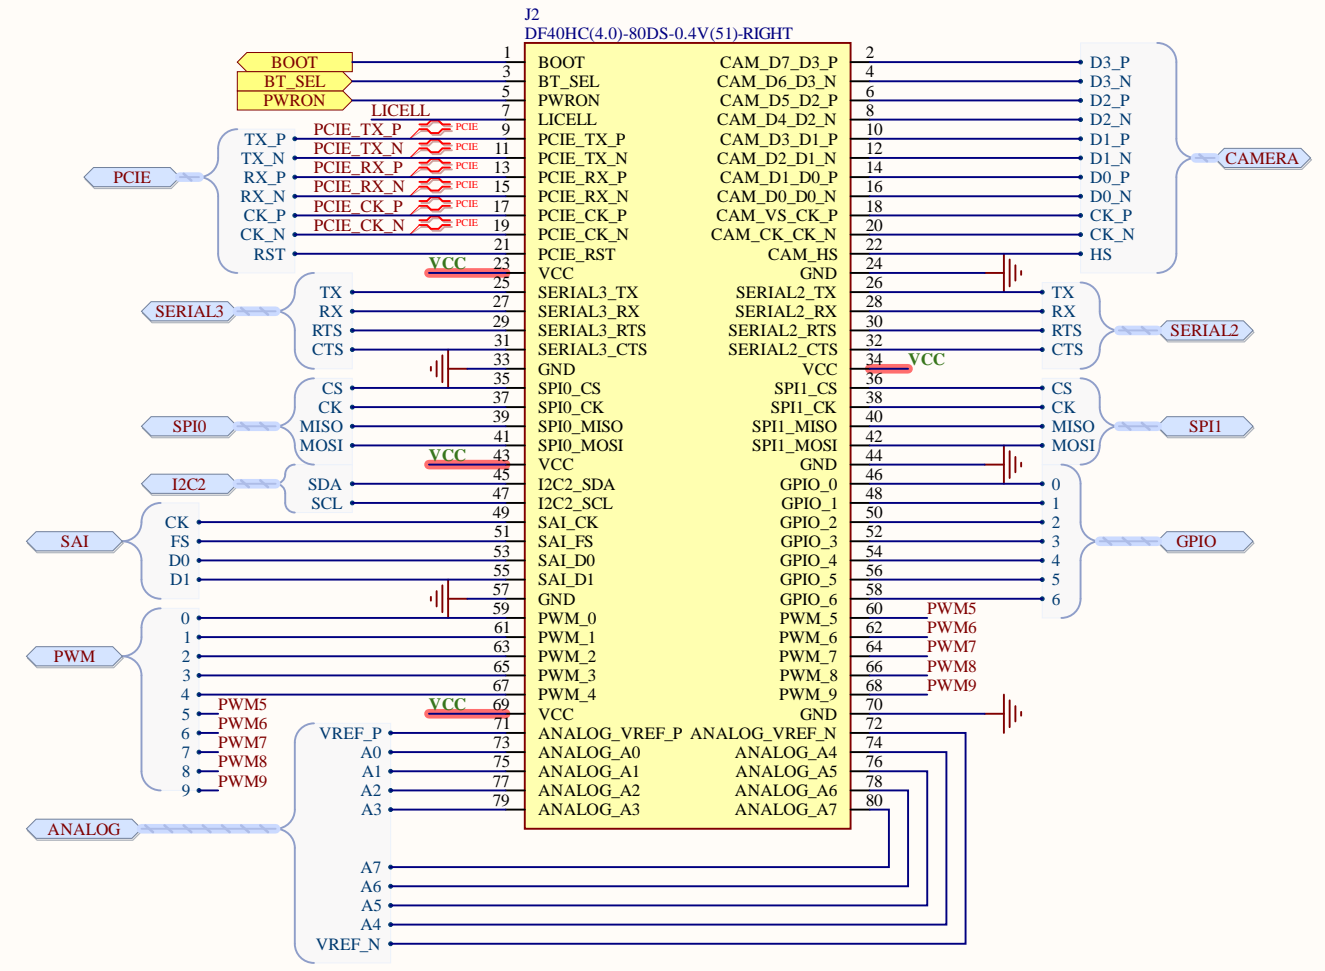 J2
DF40HC(4.0)-80DS-0.4V(51)-RIGHT
BOOT 1 BOOT CAM_D7_D3_P 2 D3_P
BT_SEL 3 BT_SEL CAM_D6_D3_N 4 D3_N
PWRON 5 PWRON CAM_D5_D2_P 6 D2_P
LICELL 7 LICELL CAM_D4_D2_N 8 D2_N
TX_P PCIE_TX_P PCIE 9 PCIE_TX_P CAM_D3_D1_P 10 D1_P
TX_N PCIE_TX_N PCIE 11 PCIE_TX_N CAM_D2_D1_N 12 D1_N CAMERA
PCIE RX_P PCIE_RX_P PCIE 13 PCIE_RX_P CAM_D1_D0_P 14 D0_P
RX_N PCIE_RX_N PCIE 15 PCIE_RX_N CAM_D0_D0_N 16 D0_N
CK_P PCIE_CK_P PCIE 17 PCIE_CK_P CAM_VS_CK_P 18 CK_P
CK_N PCIE_CK_N PCIE 19 PCIE_CK_N CAM_CK_CK_N 20 CK_N
RST 21 PCIE_RST CAM_HS 22 HS
VCC 23 VCC GND 24
TX 25 SERIAL3_TX SERIAL2_TX 26 TX
SERIAL3 RX 27 SERIAL3_RX SERIAL2_RX 28 RX
RTS 29 SERIAL3_RTS SERIAL2_RTS 30 RTS SERIAL2
CTS 31 SERIAL3_CTS SERIAL2_CTS 32 CTS
33 GND VCC 34 VCC
CS 35 SPI0_CS SPI1_CS 36 CS
CK 37 SPI0_CK SPI1_CK 38 CK
SPI0 MISO 39 SPI0_MISO SPI1_MISO 40 MISO SPI1
MOSI 41 SPI0_MOSI SPI1_MOSI 42 MOSI
VCC 43 VCC GND 44
I2C2 SDA 45 I2C2_SDA GPIO_0 46 0
SCL 47 I2C2_SCL GPIO_1 48 1
CK 49 SAI_CK GPIO_2 50 2
SAI FS 51 SAI_FS GPIO_3 52 3 GPIO
D0 53 SAI_D0 GPIO_4 54 4
D1 55 SAI_D1 GPIO_5 56 5
57 GND GPIO_6 58 6
0 59 PWM_0 PWM_5 60 PWM5
1 61 PWM_1 PWM_6 62 PWM6
PWM 2 63 PWM_2 PWM_7 64 PWM7
3 65 PWM_3 PWM_8 66 PWM8
4 67 PWM_4 PWM_9 68 PWM9
5 PWM5 VCC 69 VCC GND 70
6 PWM6 VREF_P 71 ANALOG_VREF_P ANALOG_VREF_N 72
7 PWM7 A0 73 ANALOG_A0 ANALOG_A4 74
8 PWM8 A1 75 ANALOG_A1 ANALOG_A5 76
9 PWM9 A2 77 ANALOG_A2 ANALOG_A6 78
A3 79 ANALOG_A3 ANALOG_A7 80
ANALOG
A7
A6
A5
A4
VREF_N